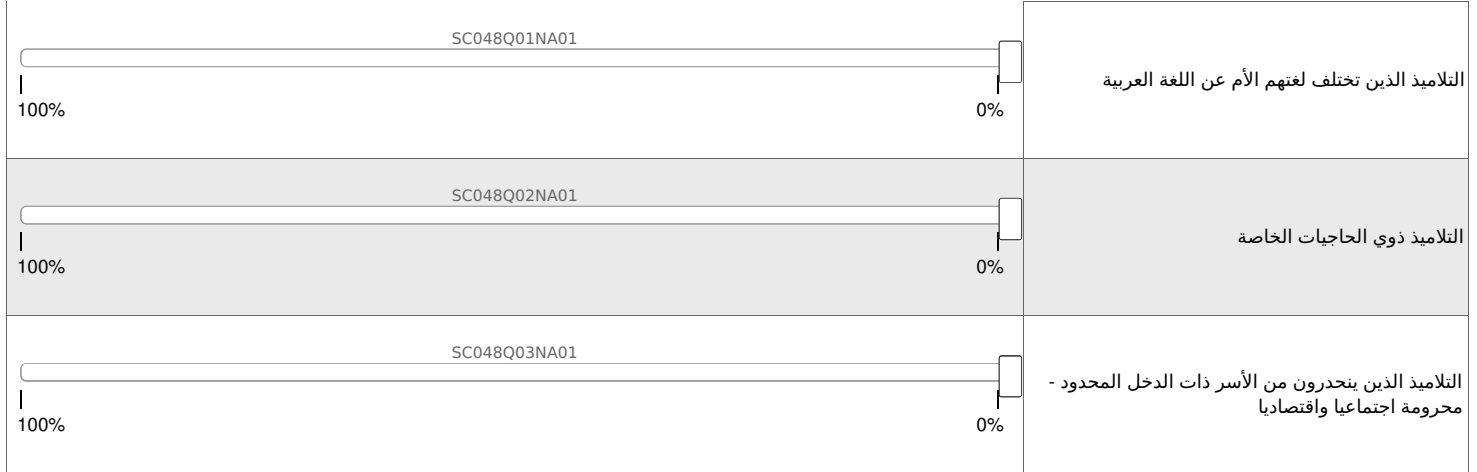 التلاميذ الذين تختلف لغتهم الأم عن اللغة العربية
SC048Q01NA01
0%
100%
التلاميذ ذوي الحاجيات الخاصة
SC048Q02NA01
0%
100%
التلاميذ الذين ينحدرون من الأسر ذات الدخل المحدود -
محرومة اجتماعيا واقتصاديا
SC048Q03NA01
0%
100%